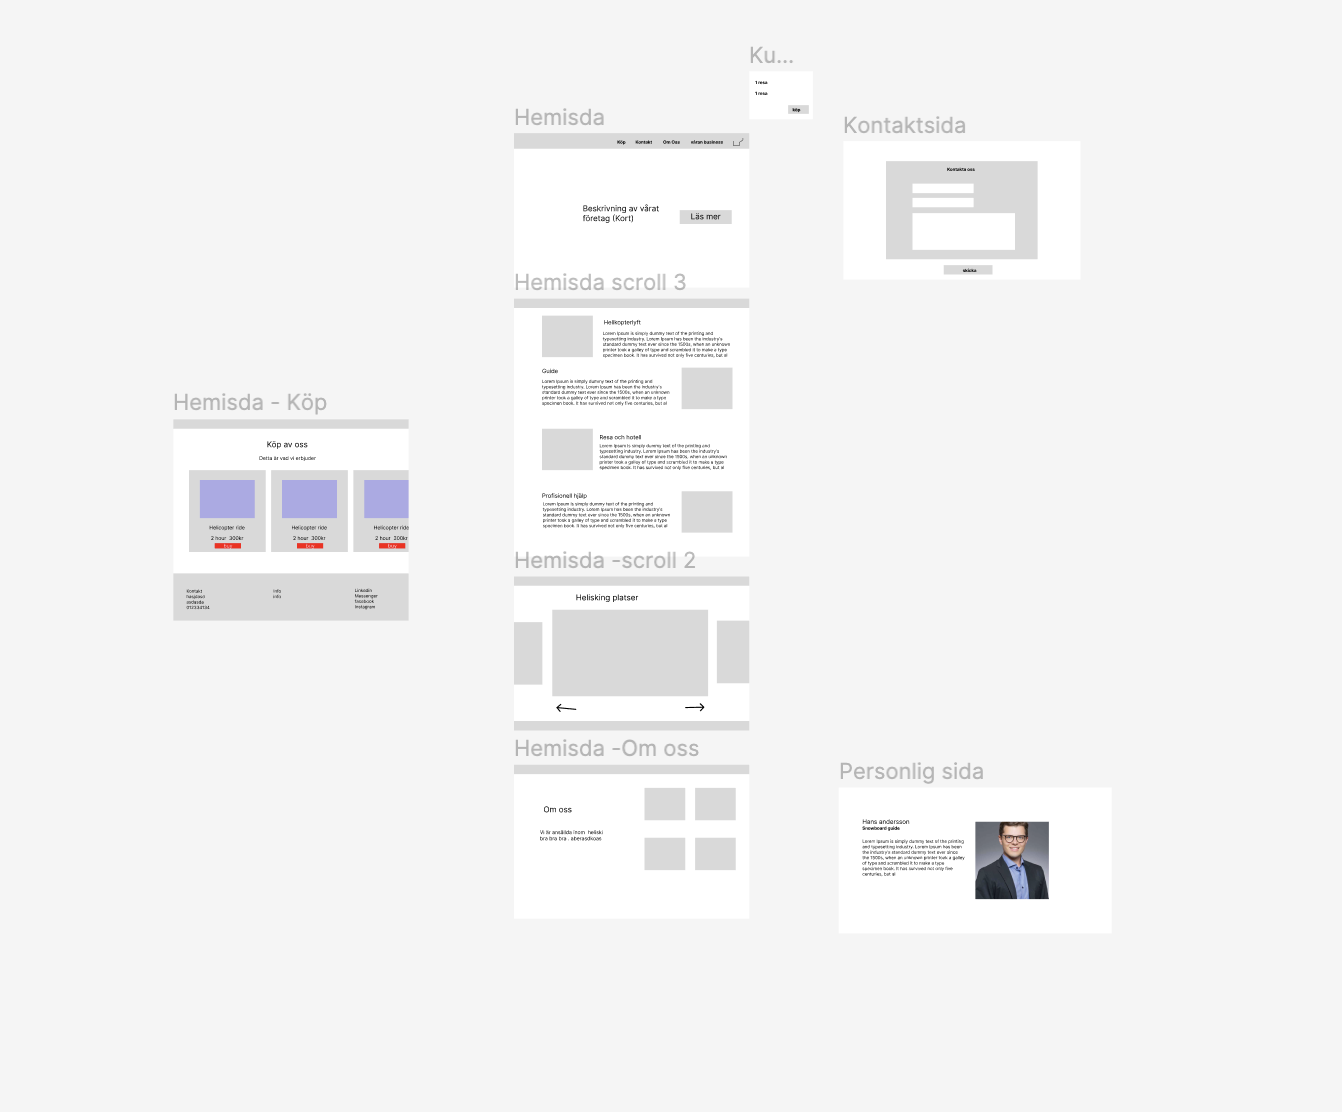 Ku...
1 resa
1 resa
köp
Hemisda
Köp Kontakt Om Oss våran business
Beskrivning av vårat
företag (Kort)
Läs mer
Kontaktsida
Kontakta oss
skicka
Hemisda scroll 3
Helikopterlyft
Lorem Ipsum is simply dummy text of the printing and
typesetting industry. Lorem Ipsum has been the industry's
standard dummy text ever since the 1500s, when an unknown
printer took a galley of type and scrambled it to make a type
specimen book. It has survived not only five centuries, but al
Guide
Lorem Ipsum is simply dummy text of the printing and
typesetting industry. Lorem Ipsum has been the industry's
standard dummy text ever since the 1500s, when an unknown
printer took a galley of type and scrambled it to make a type
specimen book. It has survived not only five centuries, but al
Resa och hotell
Lorem Ipsum is simply dummy text of the printing and
typesetting industry. Lorem Ipsum has been the industry's
standard dummy text ever since the 1500s, when an unknown
printer took a galley of type and scrambled it to make a type
specimen book. It has survived not only five centuries, but al
Profisionell hjälp
Lorem Ipsum is simply dummy text of the printing and
typesetting industry. Lorem Ipsum has been the industry's
standard dummy text ever since the 1500s, when an unknown
printer took a galley of type and scrambled it to make a type
specimen book. It has survived not only five centuries, but al
Hemisda - Köp
Köp av oss
Detta är vad vi erbjuder
Helicopter ride
2 hour 300kr
Helicopter ride
2 hour 300kr
Helicopter ride
2 hour 300kr
Kontakt
012334134
info
info
Linkedin
Massanger
facebook
Instagram
Hemisda -scroll 2
Helisking platser
Hemisda -Om oss
Om oss
Vi är ansällda inom heliski
bra bra bra . aberasdkoas
Personlig sida
Hans andersson
Snowboard guide
Lorem Ipsum is simply dummy text of the printing
and typesetting industry. Lorem Ipsum has been
the industry's standard dummy text ever since
the 1500s, when an unknown printer took a galley
of type and scrambled it to make a type
specimen book. It has survived not only five
centuries, but al